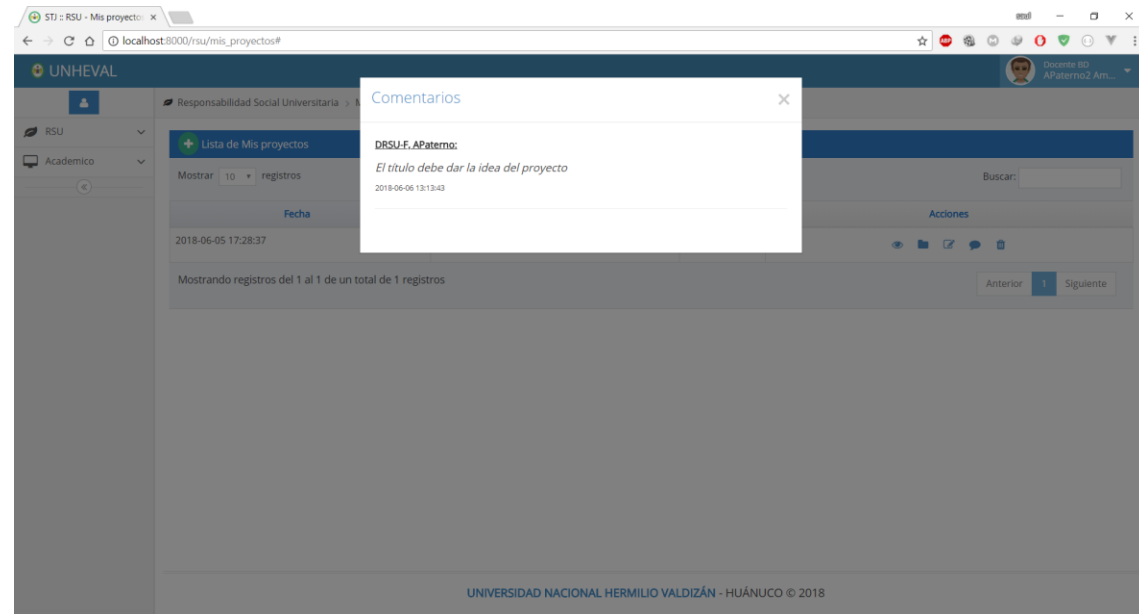 STJ :: RSU - Mis proyectos
localhost:8000/rsu/mis_proyectos#
UNHEVAL
Docente BD
APaterno2 Am...
Responsabilidad Social Universitaria
Comentarios
RSU
Academico
Lista de Mis proyectos
DRSU-F, APaterno:
El título debe dar la idea del proyecto
2018-06-06 13:13:43
Mostrar 10 registros
Buscar:
Fecha
Acciones
2018-06-05 17:28:37
Mostrando registros del 1 al 1 de un total de 1 registros
Anterior 1 Siguiente
UNIVERSIDAD NACIONAL HERMILIO VALDIZÁN - HUÁNUCO © 2018